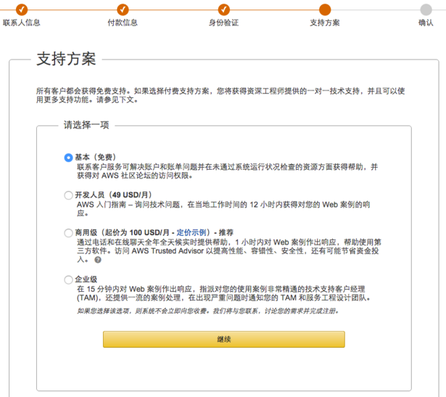 联系人信息 付款信息 身份验证 支持方案 确认
支持方案
所有客户都会获得免费支持。如果选择付费支持方案，您将获得资深工程师提供的一对一技术支持，并且可以使
用更多支持功能。请参见下文。
请选择一项
基本（免费）
联系客户服务可解决账户和账单问题并在未通过系统运行状况检查的资源方面获得帮助，并
获得对 AWS 社区论坛的访问权限。
开发人员（49 USD/月）
AWS 入门指南 – 询问技术问题，在当地工作时间的 12 小时内获得对您的 Web 案例的响
应。
商用级（起价为 100 USD/月 - 定价示例）- 推荐
通过电话和在线聊天全年全天候实时提供帮助，1 小时内对 Web 案例作出响应，帮助使用第
三方软件。访问 AWS Trusted Advisor 以提高性能、容错性、安全性，还有可能节省资金投
入。
企业级
在 15 分钟内对 Web 案例作出响应，指派对您的使用案例非常精通的技术支持客户经理
(TAM)，还提供一流的案例处理，在出现严重问题时通知您的 TAM 和服务工程设计团队。
如果您选择该选项，则系统不会立即向您收费。我们将与您联系，讨论您的需求并完成注册。
继续